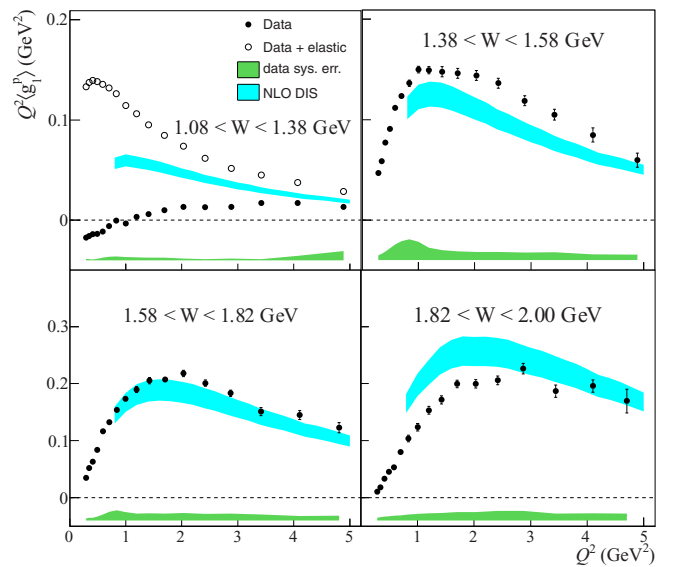 Q²⟨g₁ᵖ⟩ (GeV²)
0.2
0.1
0
Data
Data + elastic
data sys. err.
NLO DIS
1.08 < W < 1.38 GeV
1.38 < W < 1.58 GeV
0.3
0.2
0.1
0
1.58 < W < 1.82 GeV
1.82 < W < 2.00 GeV
0 1 2 3 4 5 1 2 3 4 5
Q² (GeV²)